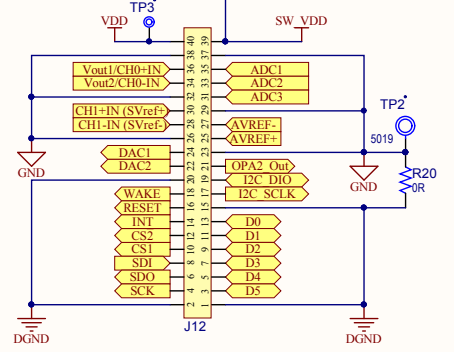 TP3
VDD
SW_VDD
40 39
38 37
Vout1/CH0+IN 36 35 ADC1
Vout2/CH0-IN 34 33 ADC2
32 31 ADC3
CH1+IN (SVref+) 30 29
CH1-IN (SVref-) 28 27 AVREF-
26 25 AVREF+
TP2
5019
DAC1 24 23
DAC2 22 21 OPA2_Out
GND
GND
20 19 I2C_DIO
R20
0R
WAKE 18 17 I2C_SCLK
RESET 16 15
INT 14 13 D0
CS2 12 11 D1
CS1 10 9 D2
SDI 8 7 D3
SDO 6 5 D4
SCK 4 3 D5
2 1
J12
DGND
DGND